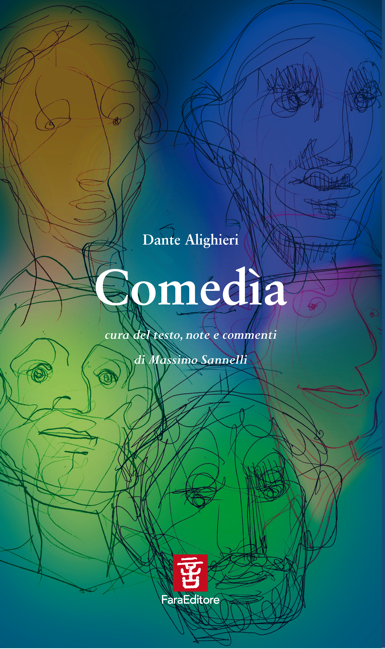 Dante Alighieri
Comedìa
cura del testo, note e commenti
di Massimo Sannelli
FaraEditore